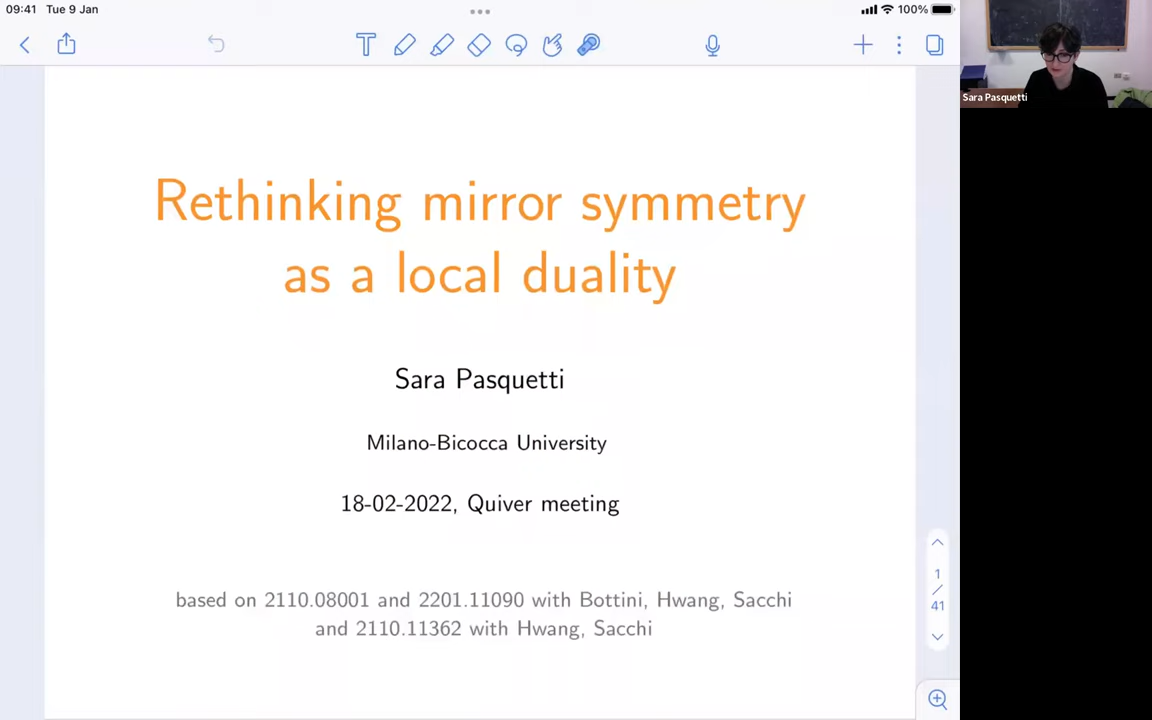 09:41 Tue 9 Jan
100%
Sara Pasquetti
Rethinking mirror symmetry
as a local duality
Sara Pasquetti
Milano-Bicocca University
18-02-2022, Quiver meeting
1
/
41
based on 2110.08001 and 2201.11090 with Bottini, Hwang, Sacchi
and 2110.11362 with Hwang, Sacchi